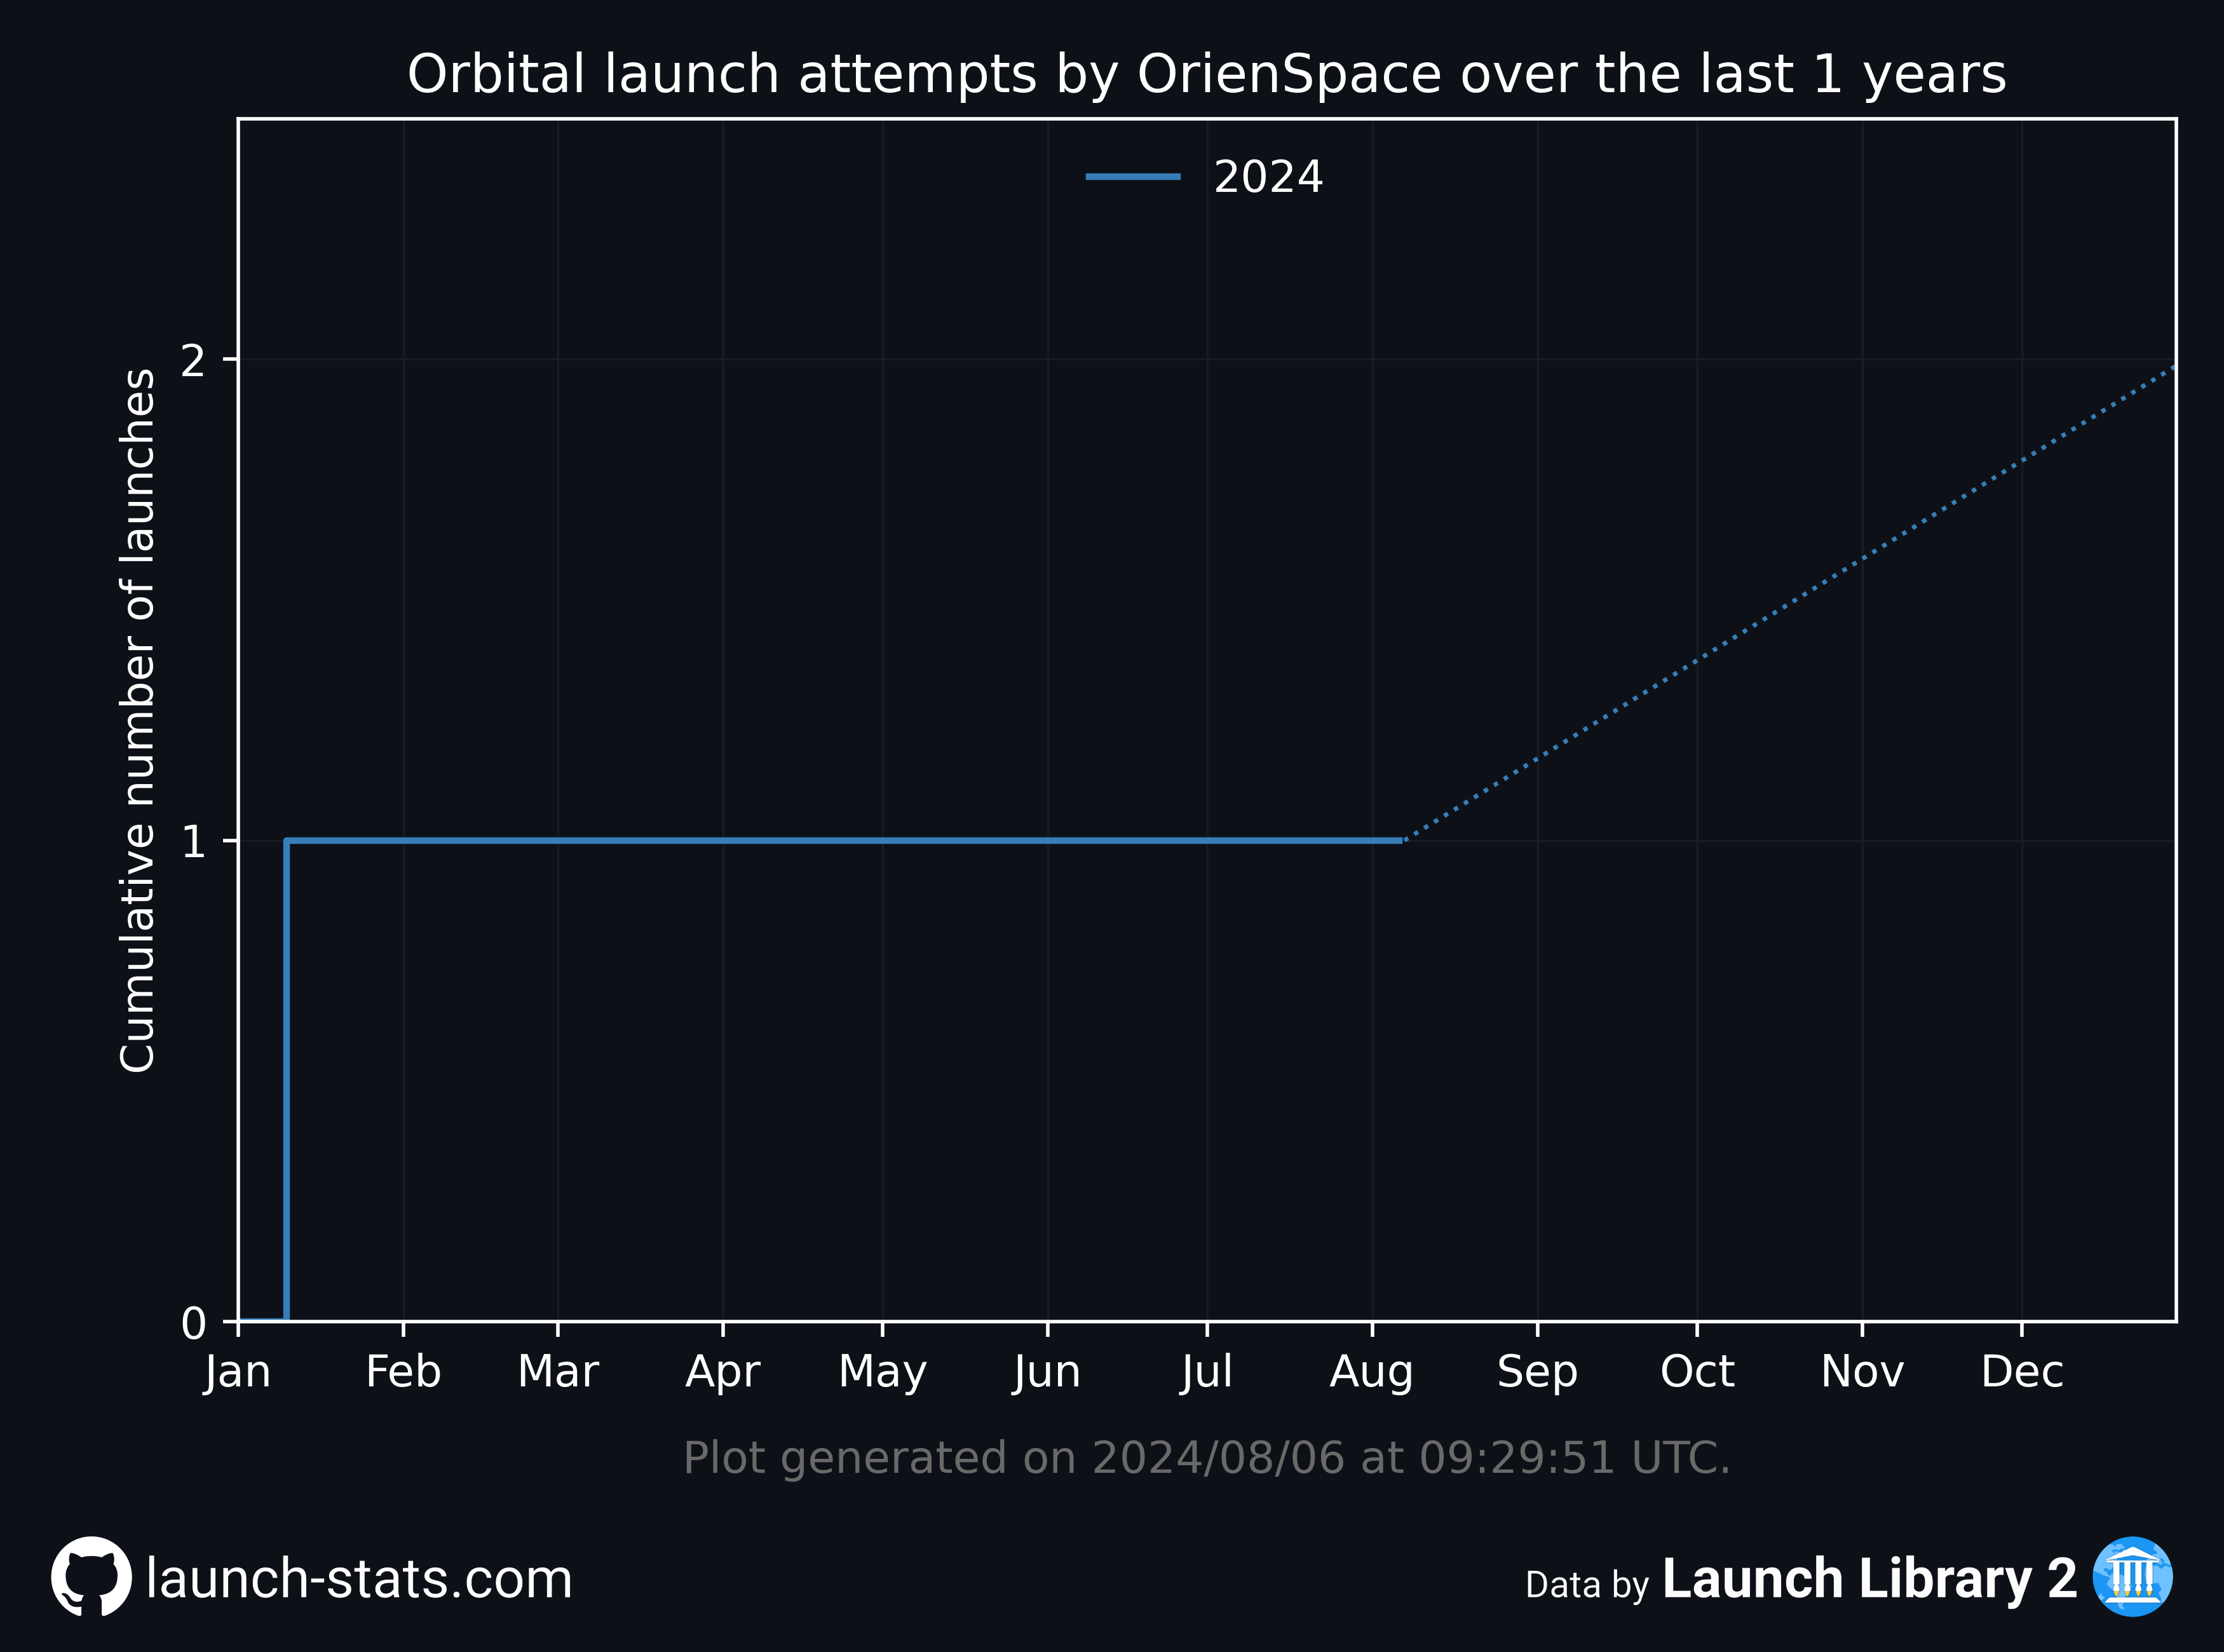 Orbital launch attempts by OrienSpace over the last 1 years
2024
Cumulative number of launches
2
1
0
Jan Feb Mar Apr May Jun Jul Aug Sep Oct Nov Dec
Plot generated on 2024/08/06 at 09:29:51 UTC.
launch-stats.com
Data by Launch Library 2